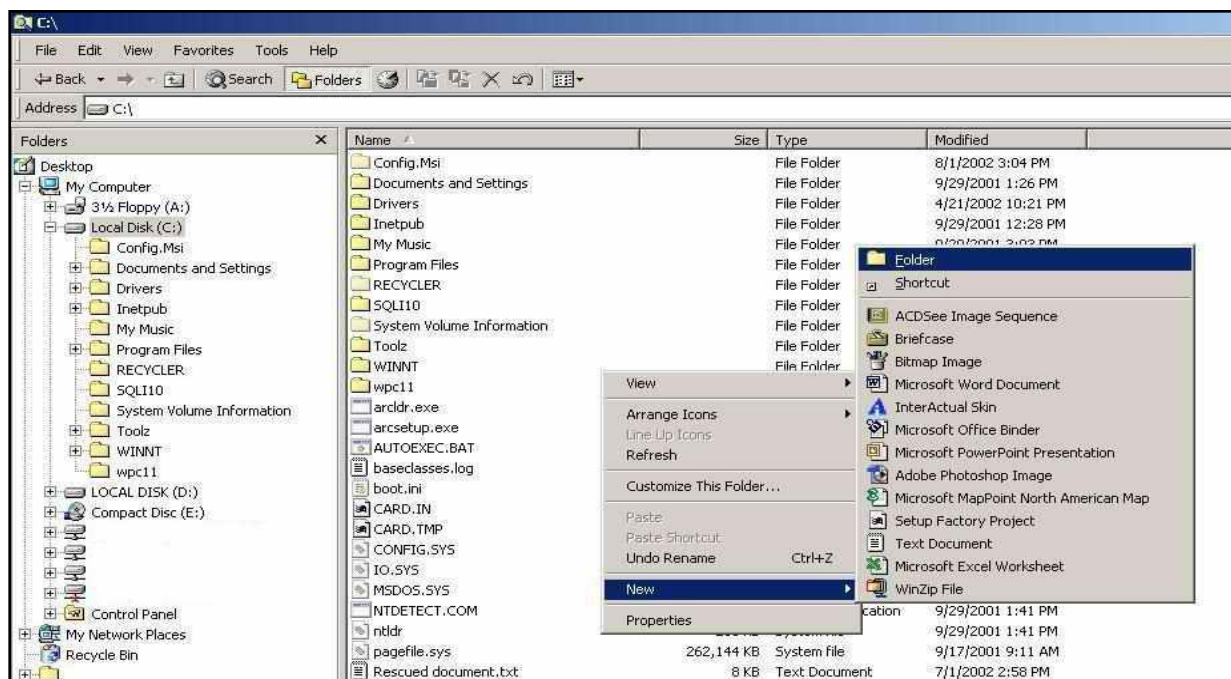 C:\
File Edit View Favorites Tools Help
Back Search Folders
Address C:\
Folders
Desktop
My Computer
3½ Floppy (A:)
Local Disk (C:)
Config.Msi
Documents and Settings
Drivers
Inetpub
My Music
Program Files
RECYCLER
SQLI10
System Volume Information
Toolz
WINNT
wpc11
LOCAL DISK (D:)
Compact Disc (E:)
Control Panel
My Network Places
Recycle Bin
Name Size Type Modified
Config.Msi File Folder 8/1/2002 3:04 PM
Documents and Settings File Folder 9/29/2001 1:26 PM
Drivers File Folder 4/21/2002 10:21 PM
Inetpub File Folder 9/29/2001 12:28 PM
My Music File Folder
Program Files File Folder
RECYCLER File Folder
SQLI10 File Folder
System Volume Information File Folder
Toolz File Folder
WINNT File Folder
wpc11
arcldr.exe
arcsetup.exe
AUTOEXEC.BAT
baseclasses.log
boot.ini
CARD.IN
CARD.TMP
CONFIG.SYS
IO.SYS
MSDOS.SYS
NTDETECT.COM cation 9/29/2001 1:41 PM
ntldr 9/29/2001 1:41 PM
pagefile.sys 262,144 KB System file 9/17/2001 9:11 AM
Rescued document.txt 8 KB Text Document 7/1/2002 2:58 PM
View
Arrange Icons
Line Up Icons
Refresh
Customize This Folder...
Paste
Paste Shortcut
Undo Rename Ctrl+Z
New
Properties
Folder
Shortcut
ACDSee Image Sequence
Briefcase
Bitmap Image
Microsoft Word Document
InterActual Skin
Microsoft Office Binder
Microsoft PowerPoint Presentation
Adobe Photoshop Image
Microsoft MapPoint North American Map
Setup Factory Project
Text Document
Microsoft Excel Worksheet
WinZip File